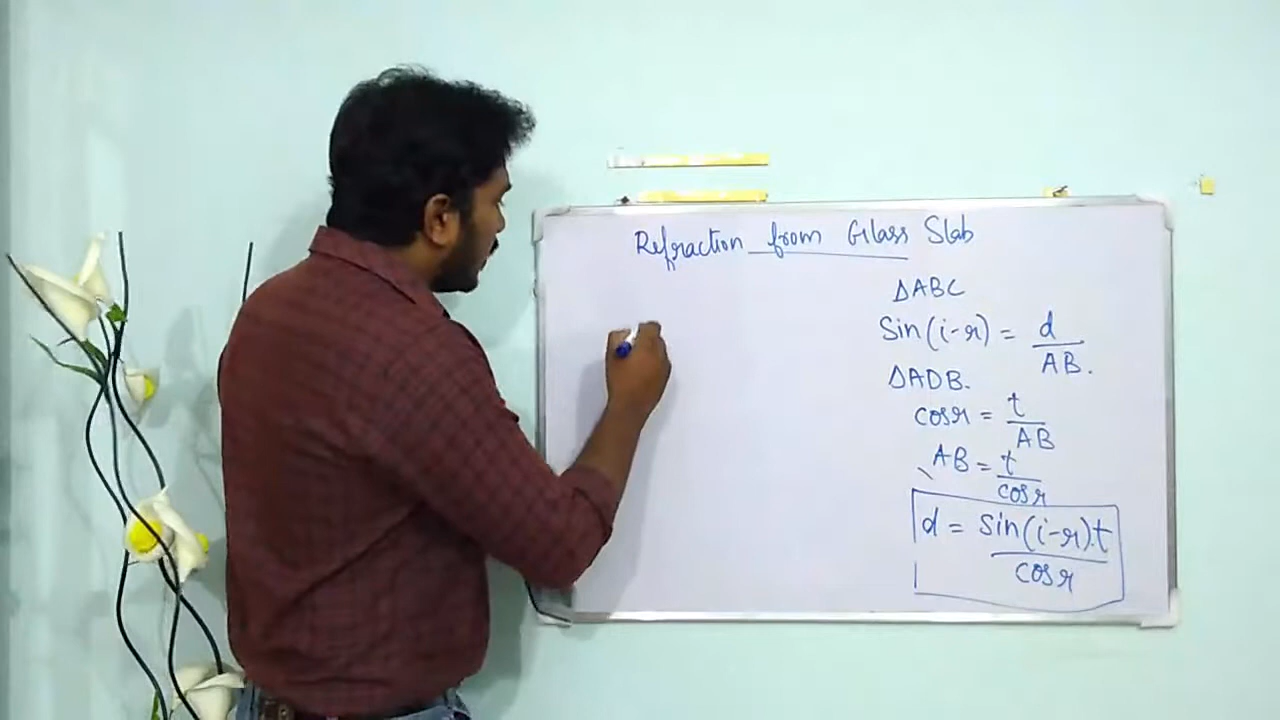 Refraction from Glass Slab
ΔABC
Sin(i-r) = d/AB.
ΔADB.
cosr = t/AB
AB = t/cosr
d = sin(i-r).t/cosr